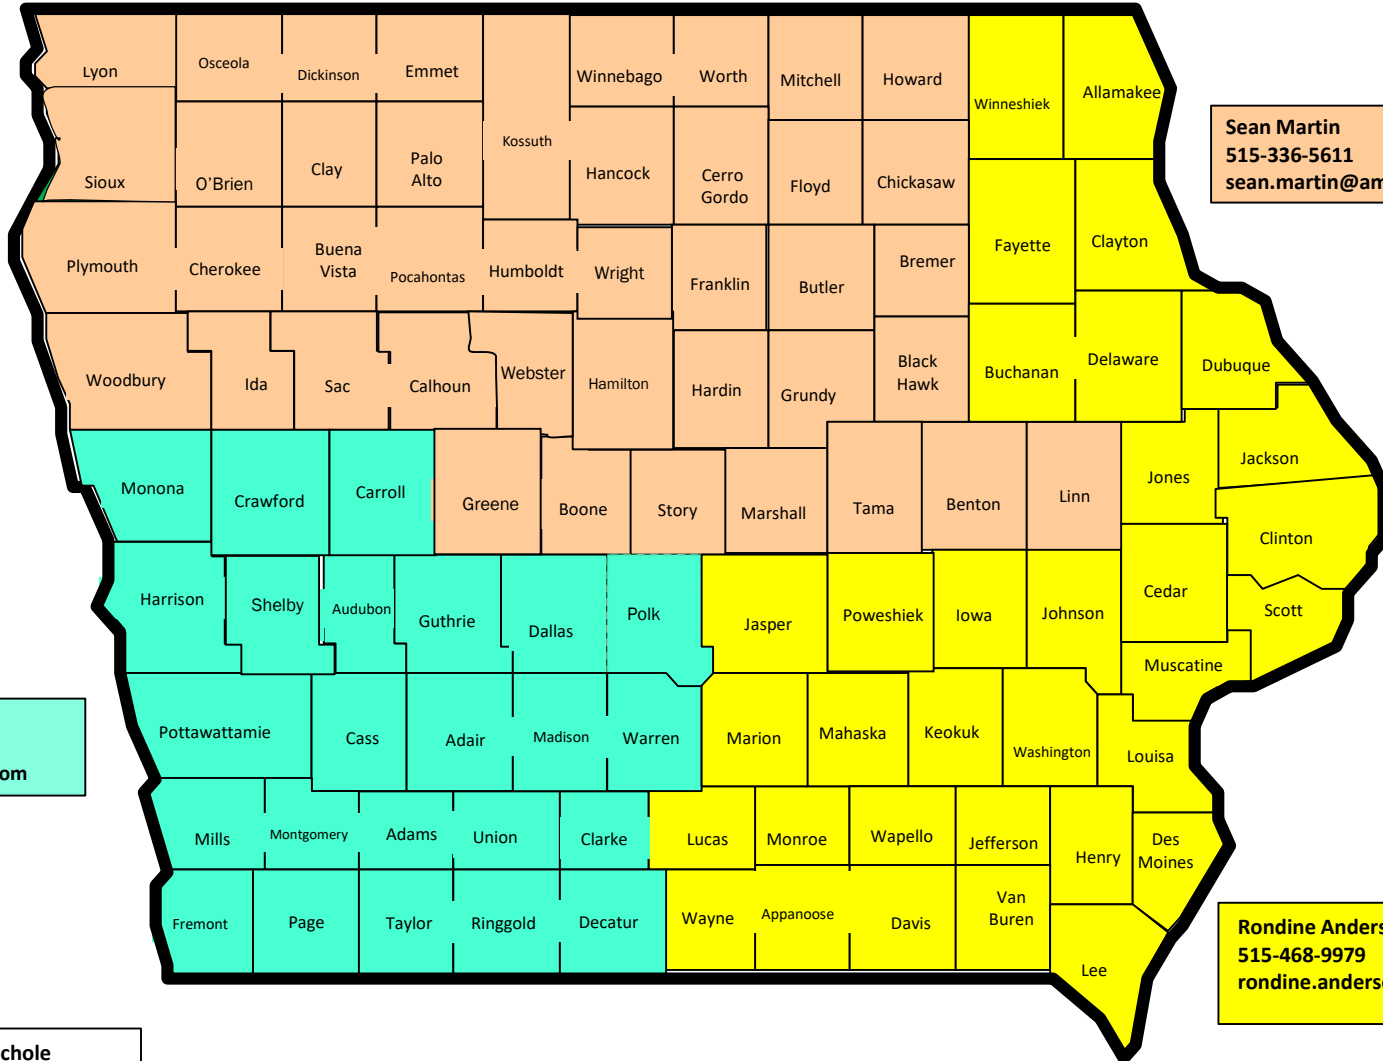 Lyon
Osceola
Dickinson
Emmet
Winnebago
Worth
Mitchell
Howard
Winneshiek
Allamakee
Kossuth
Sioux
O'Brien
Clay
Palo
Alto
Hancock
Cerro
Gordo
Floyd
Chickasaw
Sean Martin
515-336-5611
sean.martin@am
Plymouth
Cherokee
Buena
Vista
Pocahontas
Humboldt
Wright
Franklin
Butler
Bremer
Fayette
Clayton
Woodbury
Ida
Sac
Calhoun
Webster
Hamilton
Hardin
Grundy
Black
Hawk
Buchanan
Delaware
Dubuque
Monona
Crawford
Carroll
Greene
Boone
Story
Marshall
Tama
Benton
Linn
Jones
Jackson
Clinton
Harrison
Shelby
Audubon
Guthrie
Dallas
Polk
Jasper
Poweshiek
Iowa
Johnson
Cedar
Scott
Muscatine
Pottawattamie
Cass
Adair
Madison
Warren
Marion
Mahaska
Keokuk
Washington
Louisa
om
Mills
Montgomery
Adams
Union
Clarke
Lucas
Monroe
Wapello
Jefferson
Henry
Des
Moines
Fremont
Page
Taylor
Ringgold
Decatur
Wayne
Appanoose
Davis
Van
Buren
Lee
Rondine Anders
515-468-9979
rondine.anders
chole